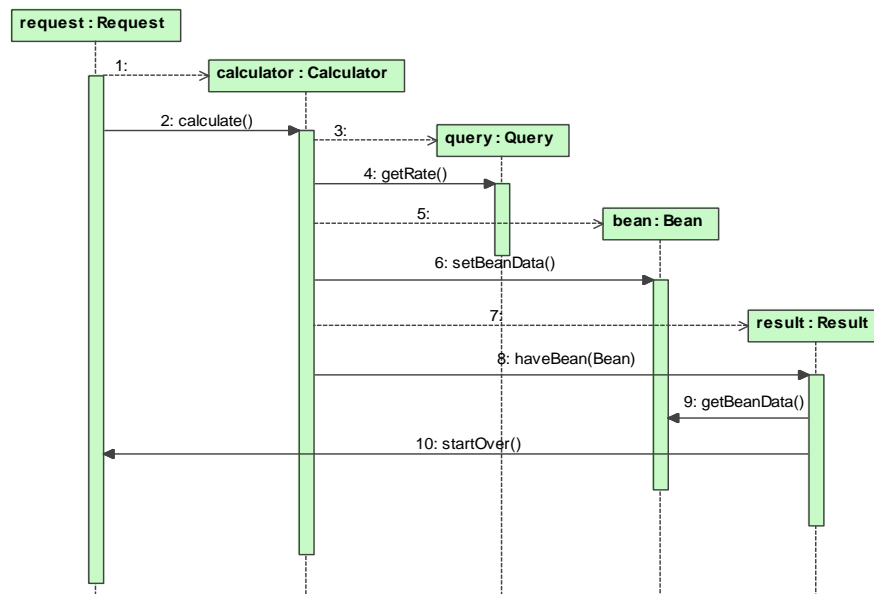 request : Request
1:
calculator : Calculator
2: calculate()
3:
query : Query
4: getRate()
5:
bean : Bean
6: setBeanData()
7:
result : Result
8: haveBean(Bean)
9: getBeanData()
10: startOver()